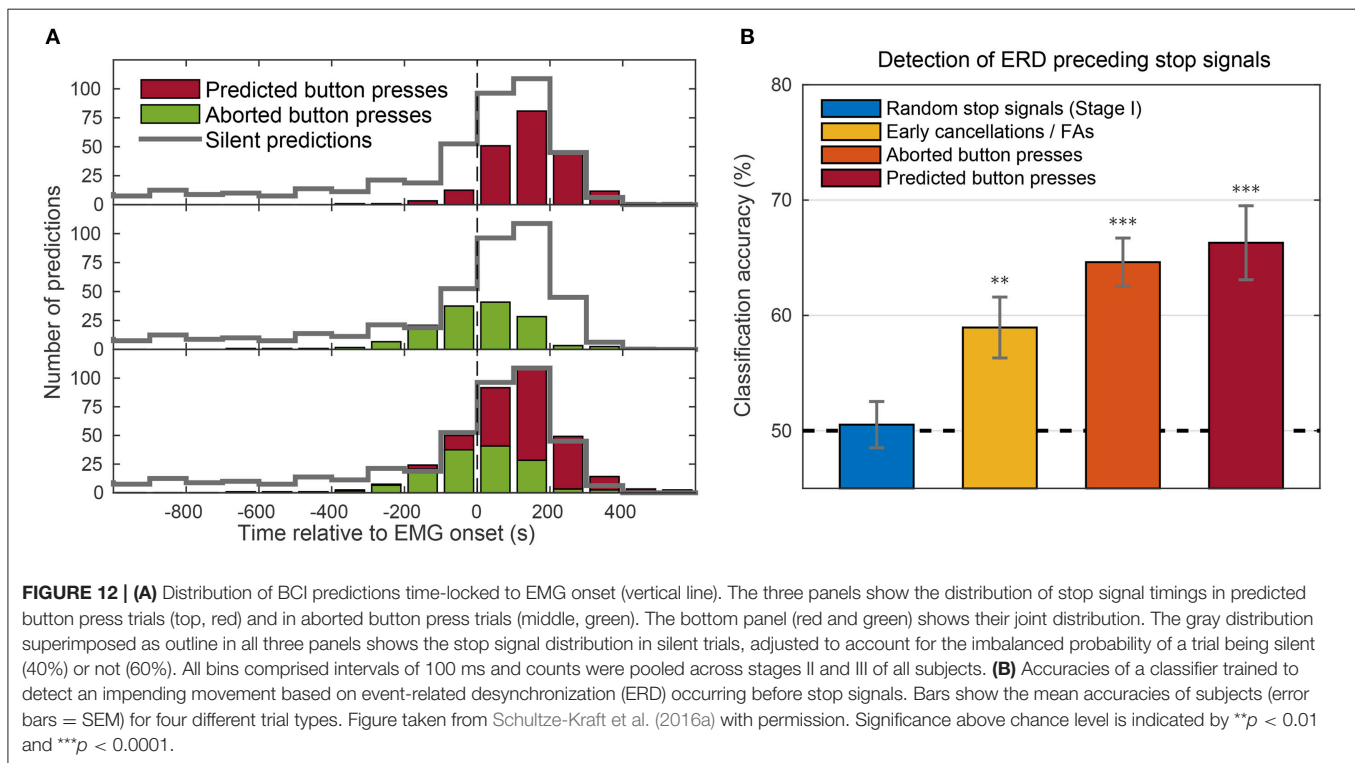 A
Predicted button presses
Aborted button presses
Silent predictions
100
75
50
25
0
100
75
50
25
0
100
75
50
25
0
Number of predictions
-800 -600 -400 -200 0 200 400
Time relative to EMG onset (s)
B
Detection of ERD preceding stop signals
Random stop signals (Stage I)
Early cancellations / FAs
Aborted button presses
Predicted button presses
80
70
60
50
Classification accuracy (%)
**
***
***
FIGURE 12 | (A) Distribution of BCI predictions time-locked to EMG onset (vertical line). The three panels show the distribution of stop signal timings in predicted
button press trials (top, red) and in aborted button press trials (middle, green). The bottom panel (red and green) shows their joint distribution. The gray distribution
superimposed as outline in all three panels shows the stop signal distribution in silent trials, adjusted to account for the imbalanced probability of a trial being silent
(40%) or not (60%). All bins comprised intervals of 100 ms and counts were pooled across stages II and III of all subjects. (B) Accuracies of a classifier trained to
detect an impending movement based on event-related desynchronization (ERD) occurring before stop signals. Bars show the mean accuracies of subjects (error
bars = SEM) for four different trial types. Figure taken from Schultze-Kraft et al. (2016a) with permission. Significance above chance level is indicated by **p < 0.01
and ***p < 0.0001.